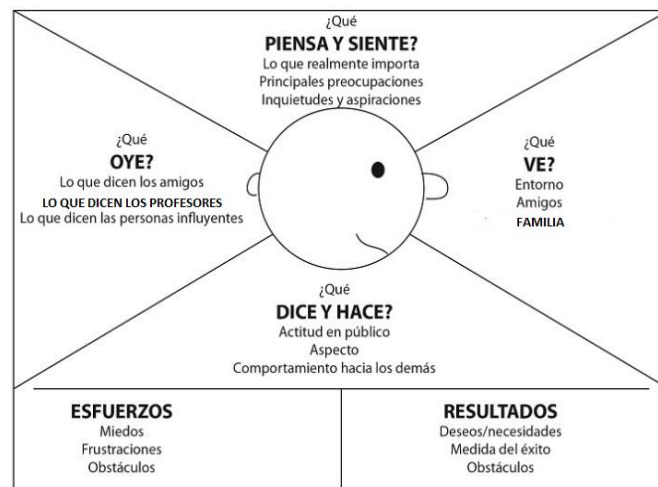 ¿Qué
PIENSA Y SIENTE?
Lo que realmente importa
Principales preocupaciones
Inquietudes y aspiraciones
¿Qué
OYE?
Lo que dicen los amigos
LO QUE DICEN LOS PROFESORES
Lo que dicen las personas influyentes
¿Qué
VE?
Entorno
Amigos
FAMILIA
¿Qué
DICE Y HACE?
Actitud en público
Aspecto
Comportamiento hacia los demás
ESFUERZOS
Miedos
Frustraciones
Obstáculos
RESULTADOS
Deseos/necesidades
Medida del éxito
Obstáculos